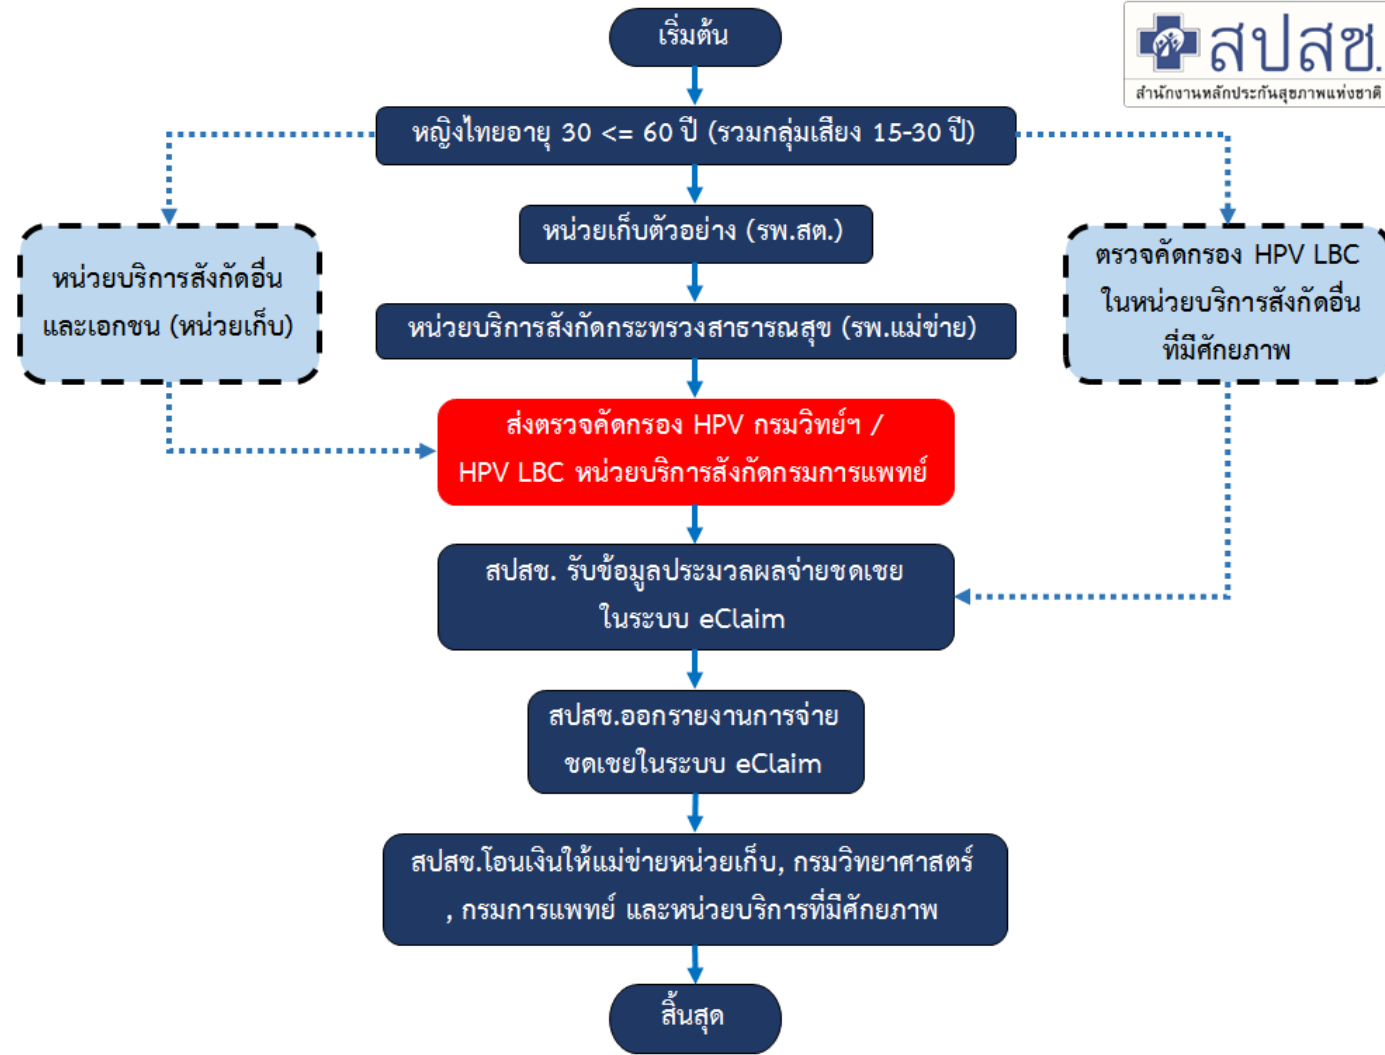 เริ่มต้น
สปสช.
สำนักงานหลักประกันสุขภาพแห่งชาติ
หญิงไทยอายุ 30 <= 60 ปี (รวมกลุ่มเสี่ยง 15-30 ปี)
หน่วยเก็บตัวอย่าง (รพ.สต.)
หน่วยบริการสังกัดอื่น
และเอกชน (หน่วยเก็บ)
ตรวจคัดกรอง HPV LBC
ในหน่วยบริการสังกัดอื่น
ที่มีศักยภาพ
หน่วยบริการสังกัดกระทรวงสาธารณสุข (รพ.แม่ข่าย)
ส่งตรวจคัดกรอง HPV กรมวิทย์ฯ /
HPV LBC หน่วยบริการสังกัดกรมการแพทย์
สปสช. รับข้อมูลประมวลผลจ่ายชดเชย
ในระบบ eClaim
สปสช.ออกรายงานการจ่าย
ชดเชยในระบบ eClaim
สปสช.โอนเงินให้แม่ข่ายหน่วยเก็บ, กรมวิทยาศาสตร์
, กรมการแพทย์ และหน่วยบริการที่มีศักยภาพ
สิ้นสุด